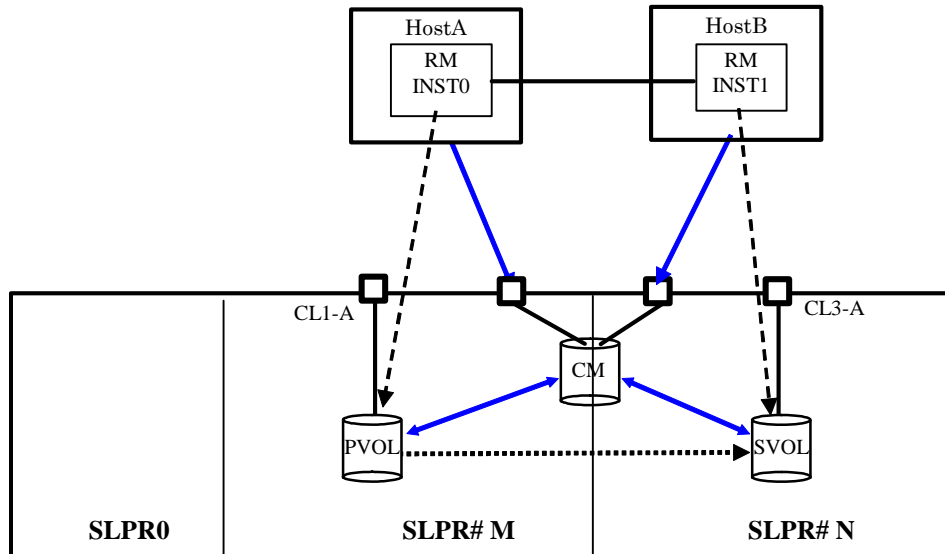 HostA
HostB
RM
INST0
RM
INST1
CL1-A
CL3-A
CM
PVOL
SVOL
SLPR0
SLPR# M
SLPR# N